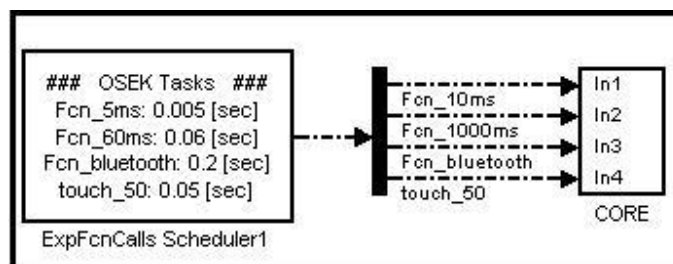 ### OSEK Tasks ###
Fcn_5ms: 0.005 [sec]
Fcn_60ms: 0.06 [sec]
Fcn_bluetooth: 0.2 [sec]
touch_50: 0.05 [sec]
ExpFcnCalls Scheduler1
Fcn_10ms
Fcn_1000ms
Fcn_bluetooth
touch_50
In1
In2
In3
In4
CORE